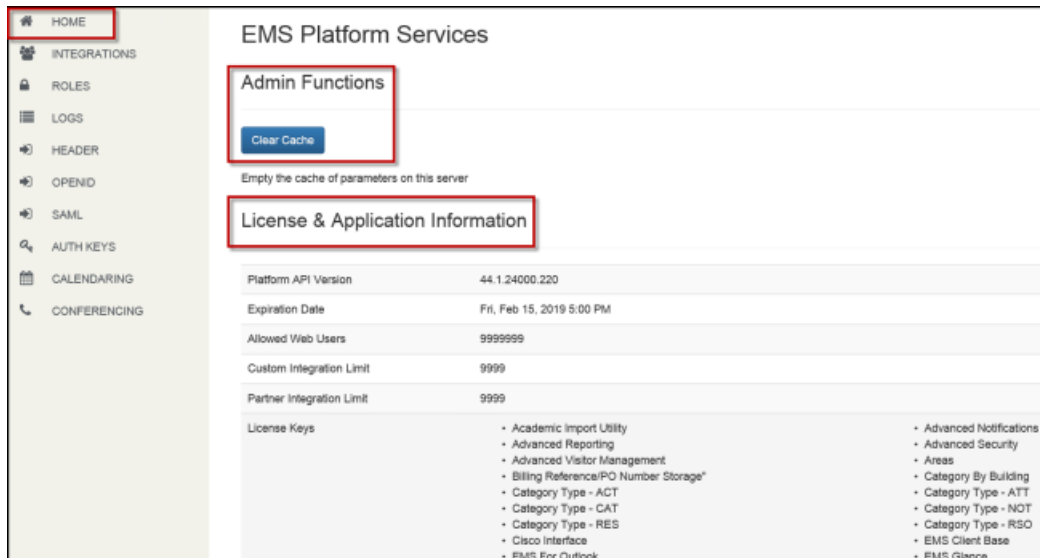 HOME
INTEGRATIONS
ROLES
LOGS
HEADER
OPENID
SAML
AUTH KEYS
CALENDARING
CONFERENCING
EMS Platform Services
Admin Functions
Clear Cache
Empty the cache of parameters on this server
License & Application Information
Platform API Version 44.1.24000.220
Expiration Date Fri, Feb 15, 2019 5:00 PM
Allowed Web Users 9999999
Custom Integration Limit 9999
Partner Integration Limit 9999
License Keys
• Academic Import Utility
• Advanced Reporting
• Advanced Visitor Management
• Billing Reference/PO Number Storage"
• Category Type - ACT
• Category Type - CAT
• Category Type - RES
• Cisco Interface
• EMS For Outlook
• Advanced Notifications
• Advanced Security
• Areas
• Category By Building
• Category Type - ATT
• Category Type - NOT
• Category Type - RSO
• EMS Client Base
• EMS Glance